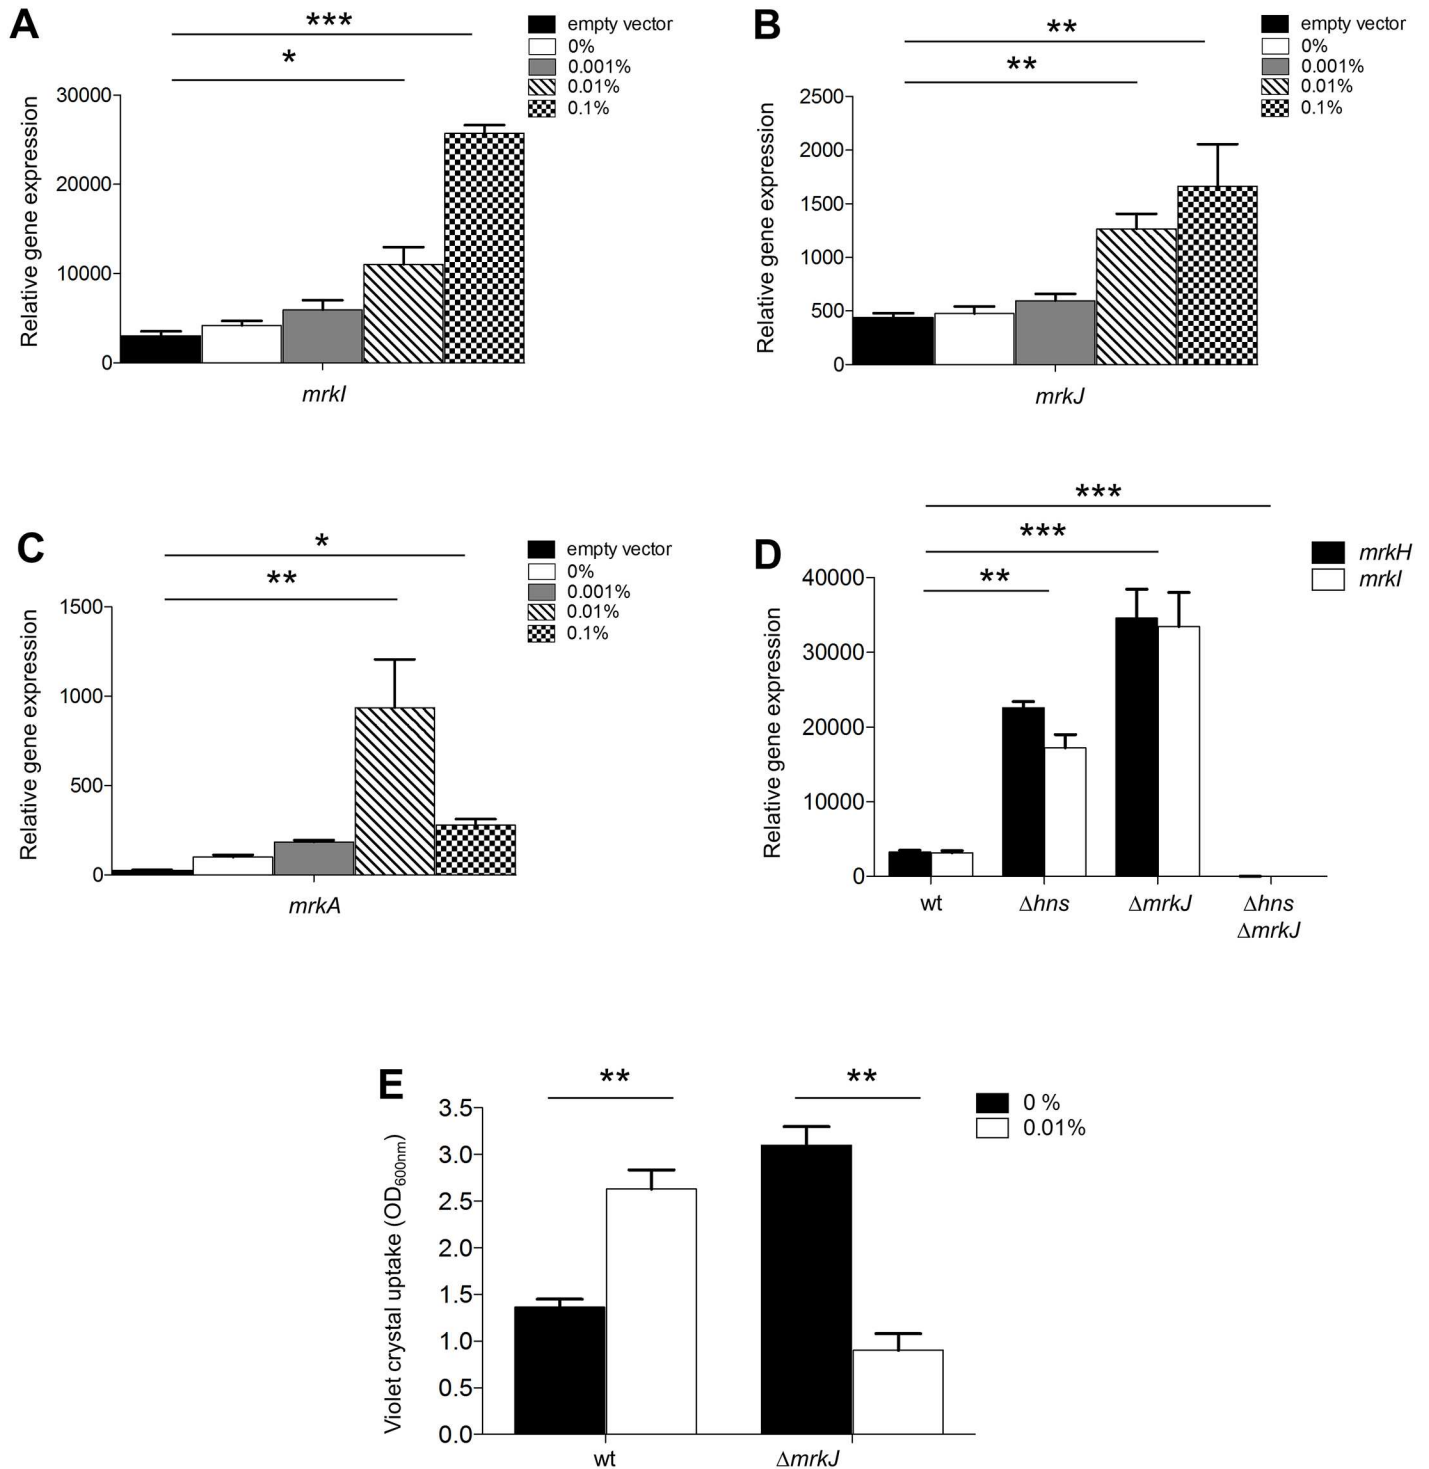 A
***
*
empty vector
0%
0.001%
0.01%
0.1%
Relative gene expression
30000
20000
10000
0
mrkI
B
**
**
empty vector
0%
0.001%
0.01%
0.1%
Relative gene expression
2500
2000
1500
1000
500
0
mrkJ
C
*
**
empty vector
0%
0.001%
0.01%
0.1%
Relative gene expression
1500
1000
500
0
mrkA
D
***
***
**
mrkH
mrkI
Relative gene expression
40000
30000
20000
10000
0
wt
Δhns
ΔmrkJ
Δhns
ΔmrkJ
E
**
**
0 %
0.01%
Violet crystal uptake (OD600nm)
3.5
3.0
2.5
2.0
1.5
1.0
0.5
0.0
wt
ΔmrkJ